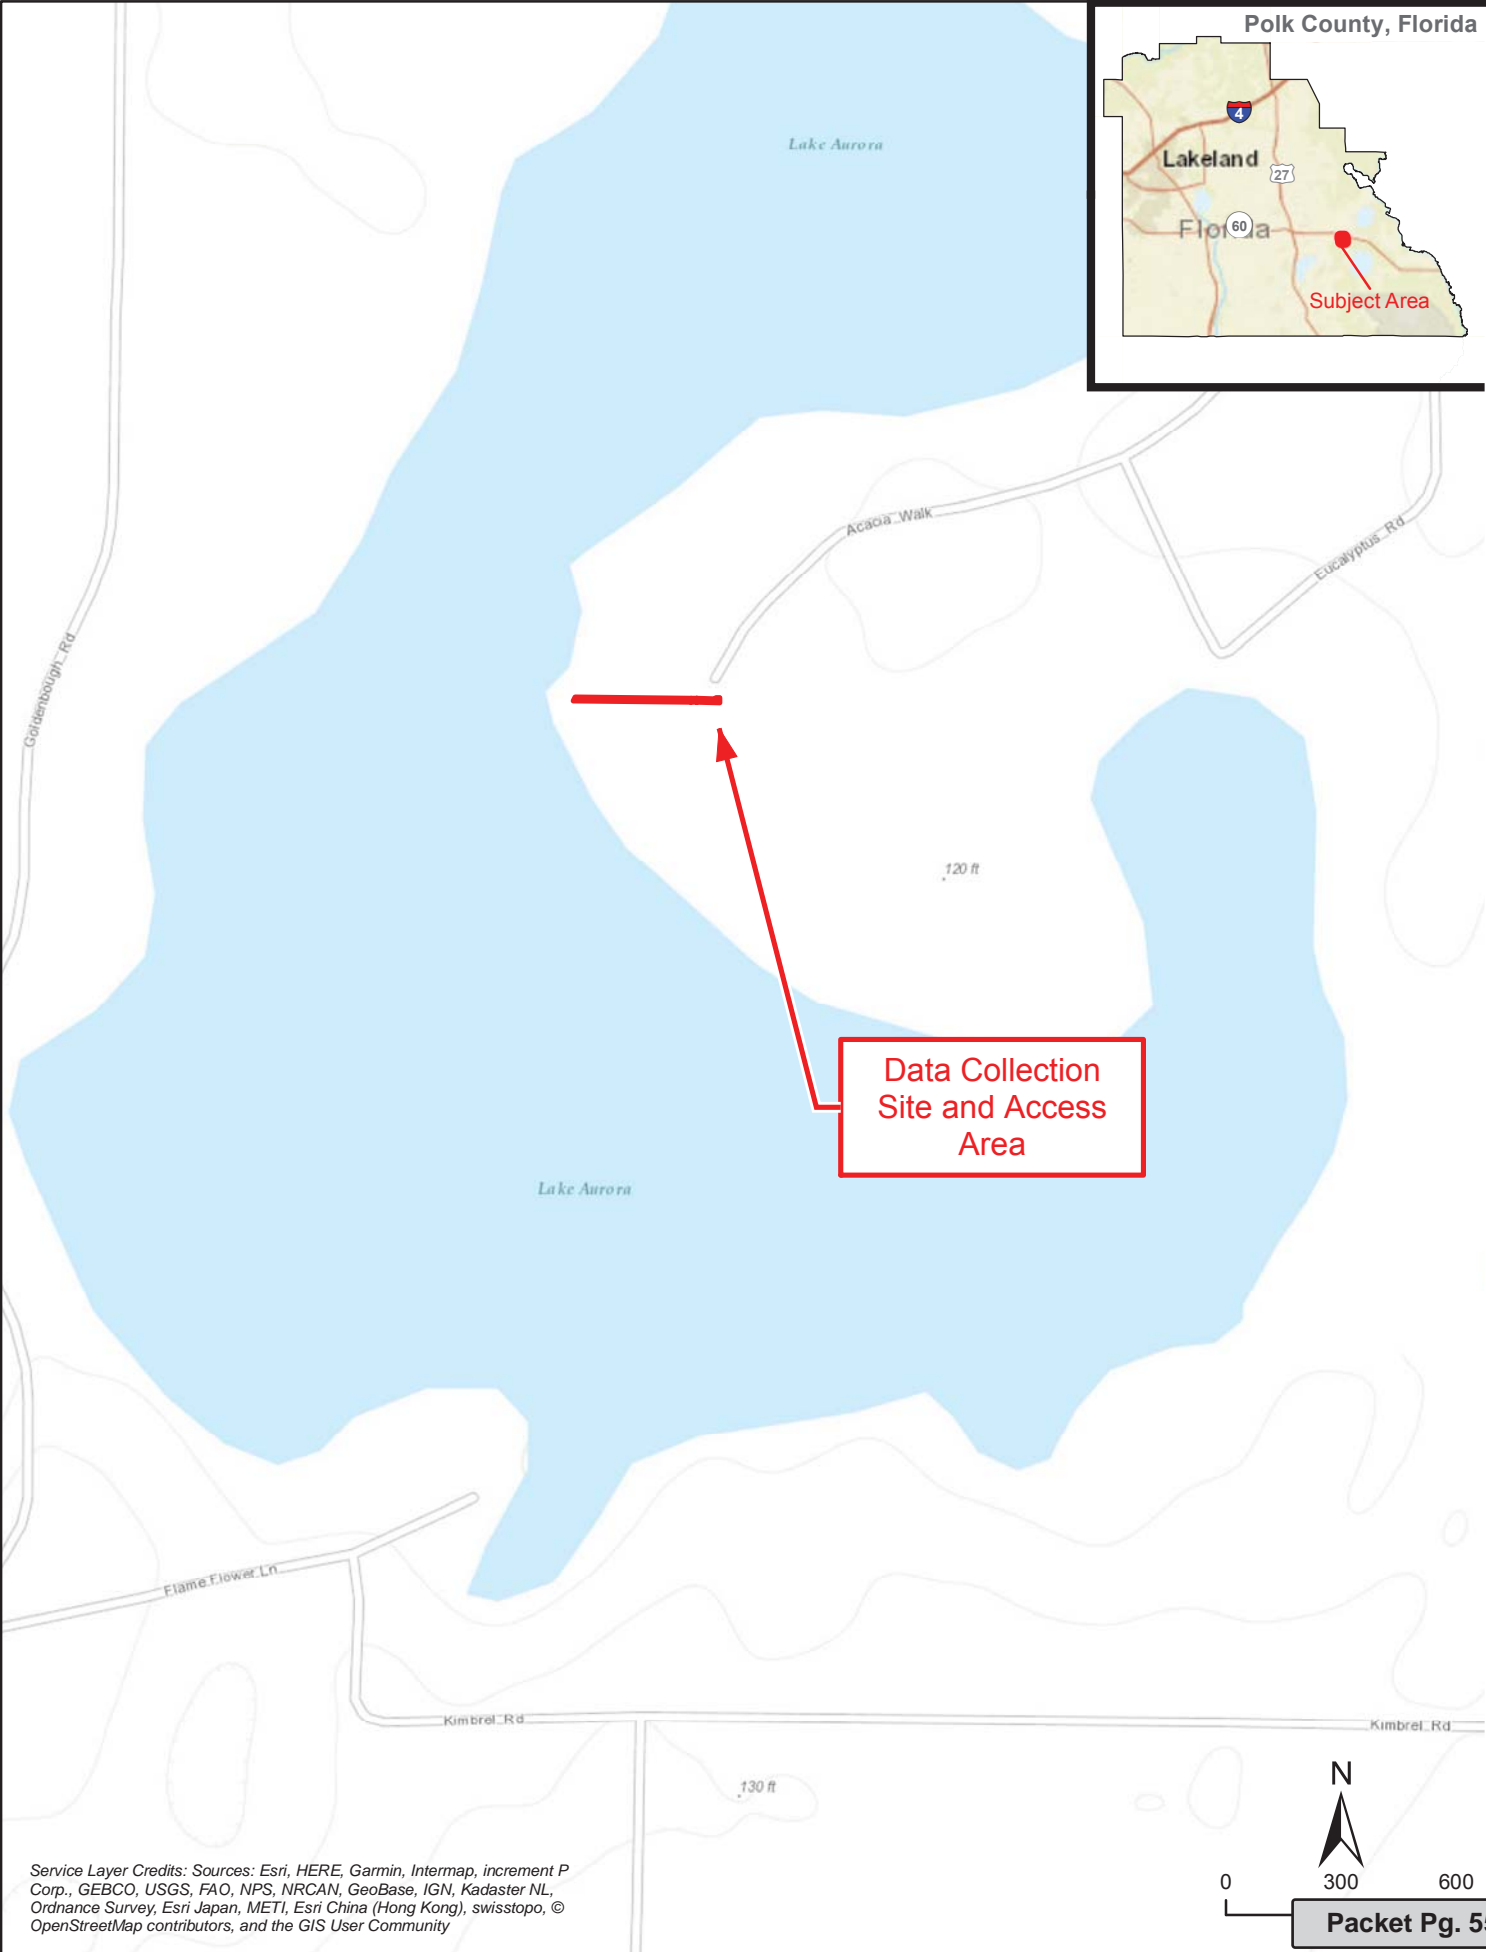 Polk County, Florida
4
Lakeland
27
Florida
60
Subject Area
Lake Aurora
Acacia Walk
Eucalyptus Rd
Goldenbough Rd
120 ft
Data Collection
Site and Access
Area
Lake Aurora
Flame Flower Ln
Kimbrel Rd
Kimbrel Rd
130 ft
N
0 300 600
Packet Pg. 55
Service Layer Credits: Sources: Esri, HERE, Garmin, Intermap, increment P
Corp., GEBCO, USGS, FAO, NPS, NRCAN, GeoBase, IGN, Kadaster NL,
Ordnance Survey, Esri Japan, METI, Esri China (Hong Kong), swisstopo, ©
OpenStreetMap contributors, and the GIS User Community